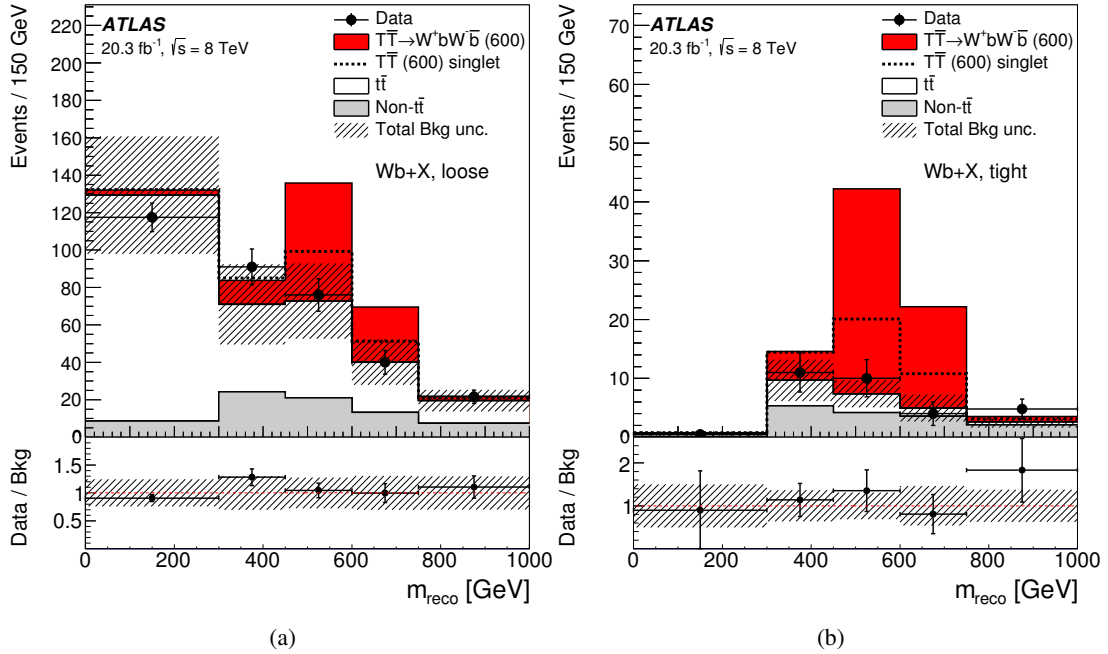 ATLAS
20.3 fb⁻¹, √s = 8 TeV
Data
TT̅→W⁺bW⁻b̅ (600)
TT̅ (600) singlet
tt̅
Non-tt̅
Total Bkg unc.
Wb+X, loose
Events / 150 GeV
220
200
180
160
140
120
100
80
60
40
20
0
Data / Bkg
1.5
1
0.5
0 200 400 600 800 1000
m_reco [GeV]
(a)
ATLAS
20.3 fb⁻¹, √s = 8 TeV
Data
TT̅→W⁺bW⁻b̅ (600)
TT̅ (600) singlet
tt̅
Non-tt̅
Total Bkg unc.
Wb+X, tight
Events / 150 GeV
70
60
50
40
30
20
10
0
Data / Bkg
2
1
0 200 400 600 800 1000
m_reco [GeV]
(b)